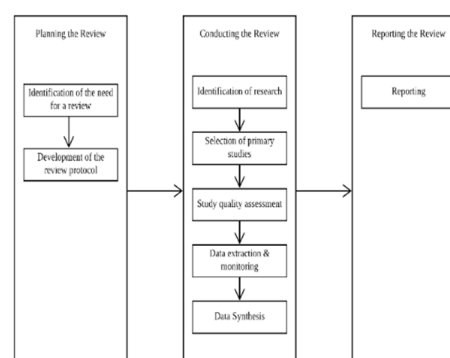 Planning the Review
Identification of the need
for a review
Development of the
review protocol
Conducting the Review
Identification of research
Selection of primary
studies
Study quality assessment
Data extraction &
monitoring
Data Synthesis
Reporting the Review
Reporting